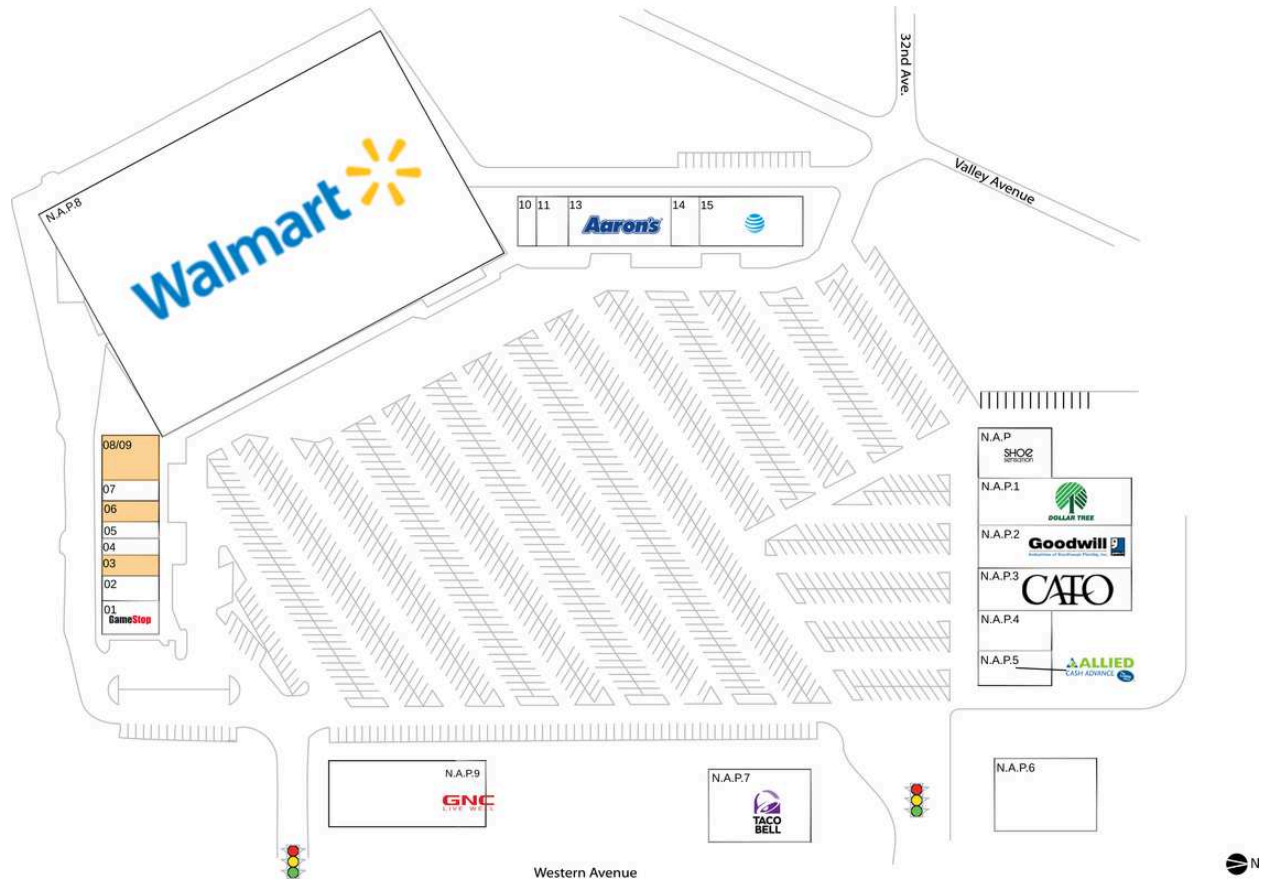 32nd Ave.
Valley Avenue
N.A.P.8
Walmart
10
11
13
Aaron's
14
15
08/09
07
06
05
04
03
02
01
GameStop
N.A.P
SHOE
sensation
N.A.P.1
DOLLAR TREE
N.A.P.2
Goodwill
N.A.P.3
CATO
N.A.P.4
N.A.P.5
ALLIED
CASH ADVANCE
N.A.P.9
GNC
LIVE WELL
N.A.P.7
TACO
BELL
N.A.P.6
Western Avenue
N